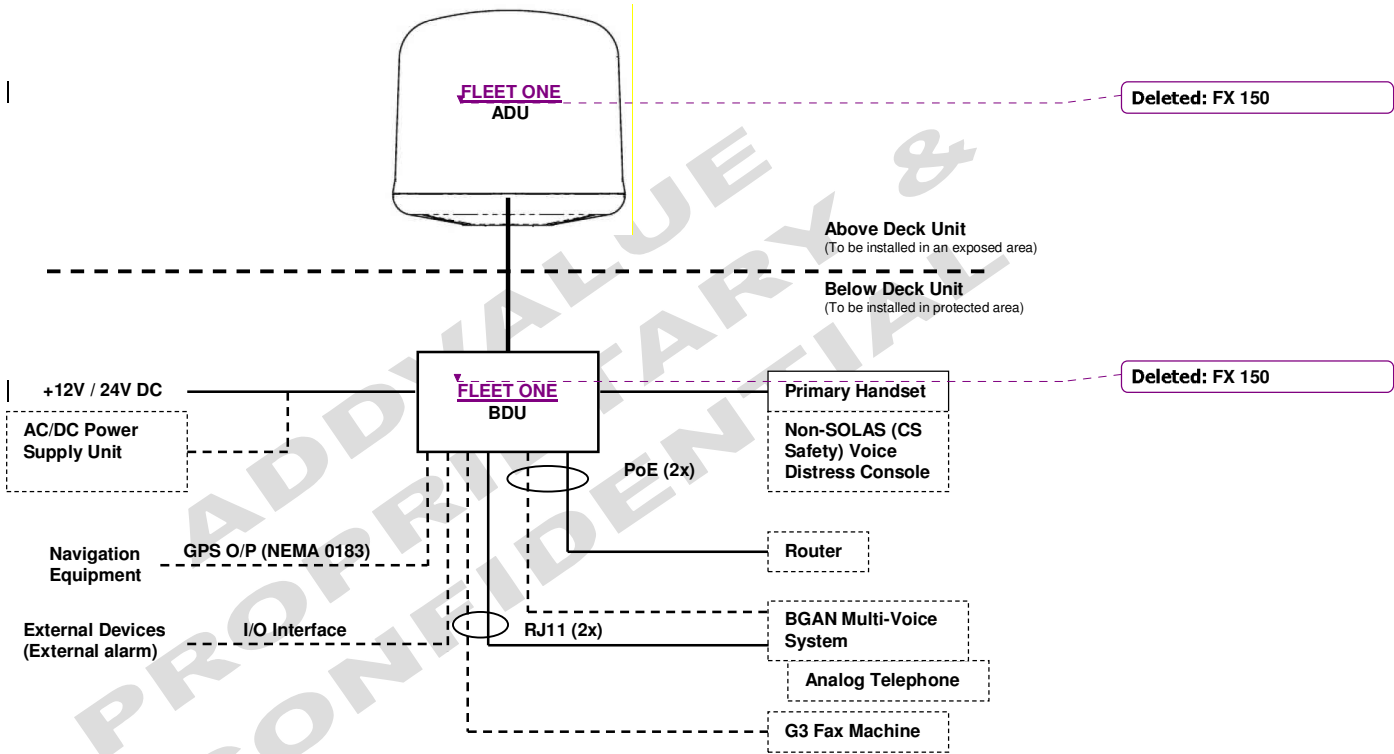 FLEET ONE
ADU
Deleted: FX 150
Above Deck Unit
(To be installed in an exposed area)
Below Deck Unit
(To be installed in protected area)
+12V / 24V DC
FLEET ONE
BDU
Primary Handset
Deleted: FX 150
AC/DC Power
Supply Unit
Non-SOLAS (CS
Safety) Voice
Distress Console
PoE (2x)
Navigation
Equipment
GPS O/P (NEMA 0183)
Router
External Devices
(External alarm)
I/O Interface
RJ11 (2x)
BGAN Multi-Voice
System
Analog Telephone
G3 Fax Machine
ADDVALUE
PROPRIETARY &
CONFIDENTIAL